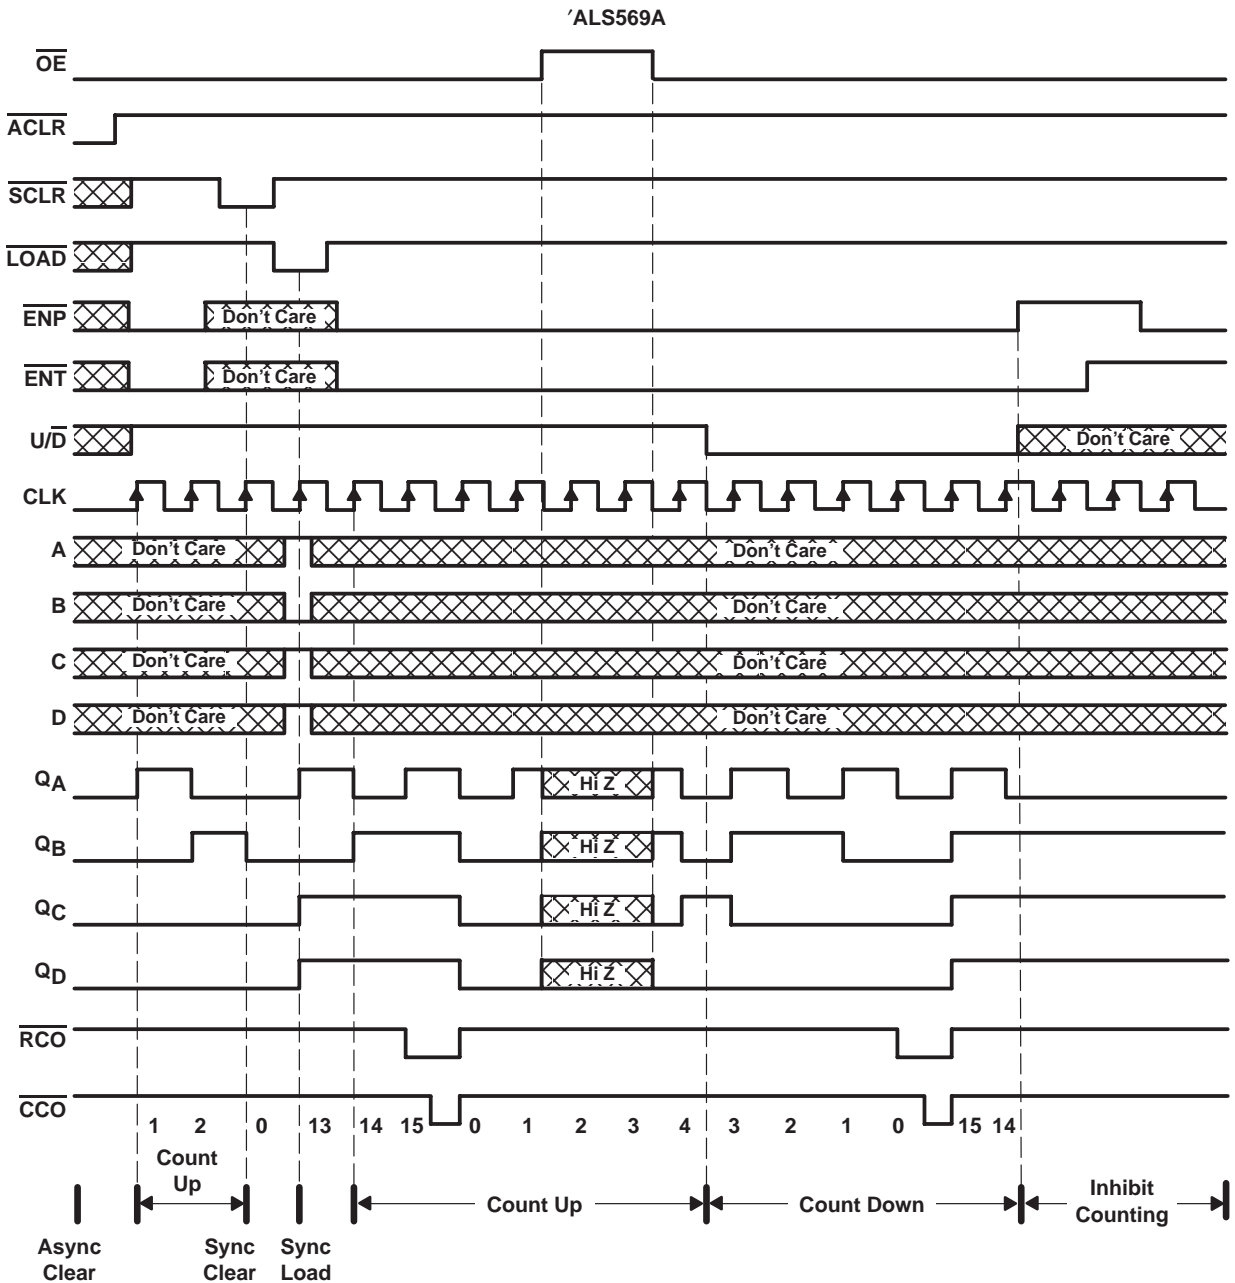 ′ALS569A
OE
ACLR
SCLR
LOAD
ENP Don't Care
ENT Don't Care
U/D Don't Care
CLK
A Don't Care Don't Care
B Don't Care Don't Care
C Don't Care Don't Care
D Don't Care Don't Care
QA Hi Z
QB Hi Z
QC Hi Z
QD Hi Z
RCO
CCO
1 2 0 13 14 15 0 1 2 3 4 3 2 1 0 15 14
Count
Up
Count Up
Count Down
Inhibit
Counting
Async
Clear
Sync
Clear
Sync
Load